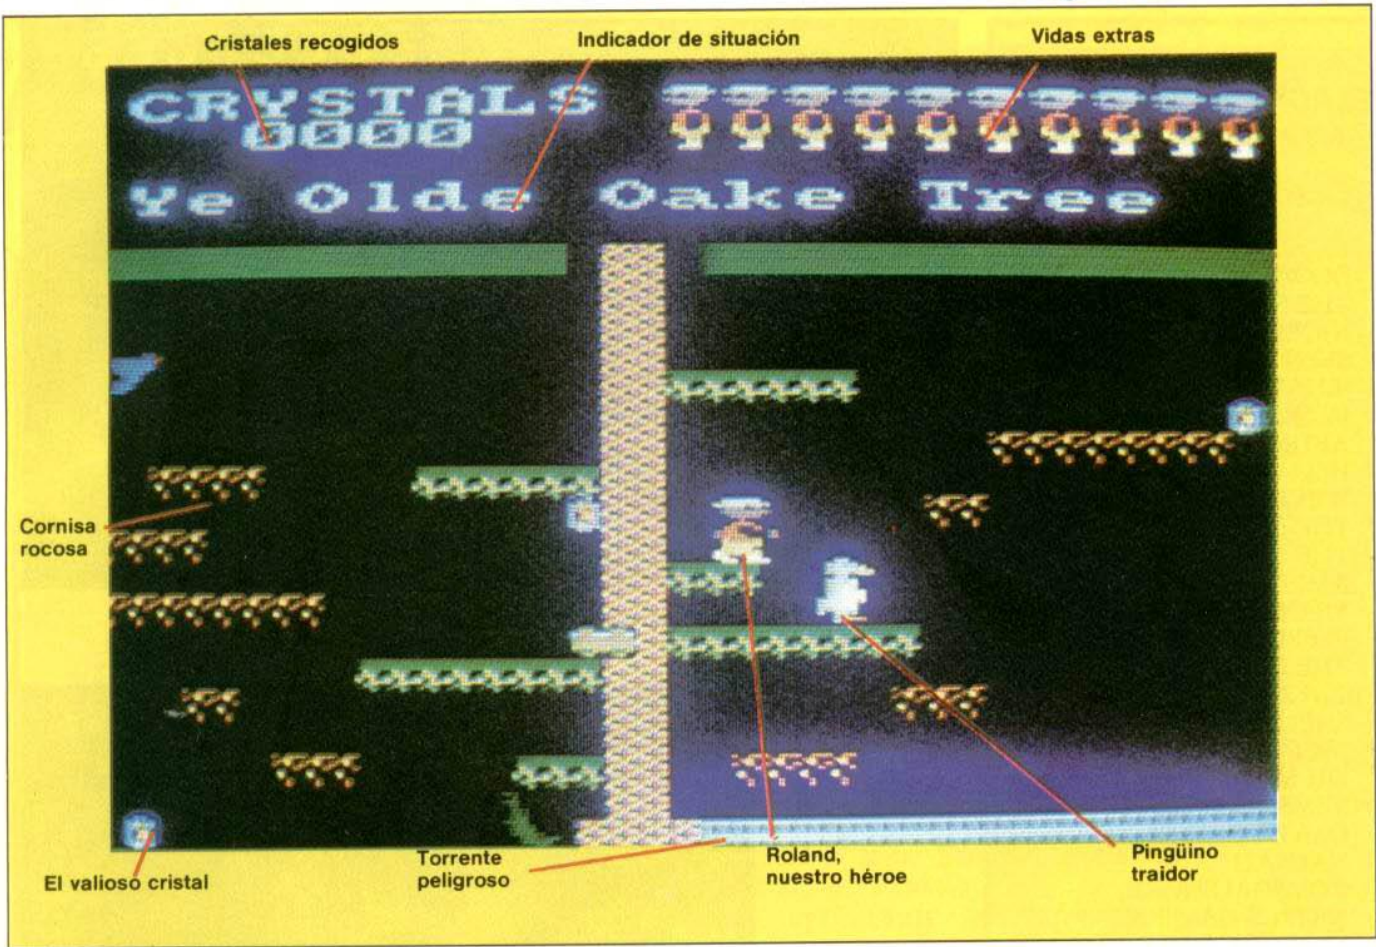 Cristales recogidos
Indicador de situación
Vidas extras
CRYSTALS
0000
Ye Olde Oake Tree
Cornisa
rocosa
El valioso cristal
Torrente
peligroso
Roland,
nuestro héroe
Pingüino
traidor